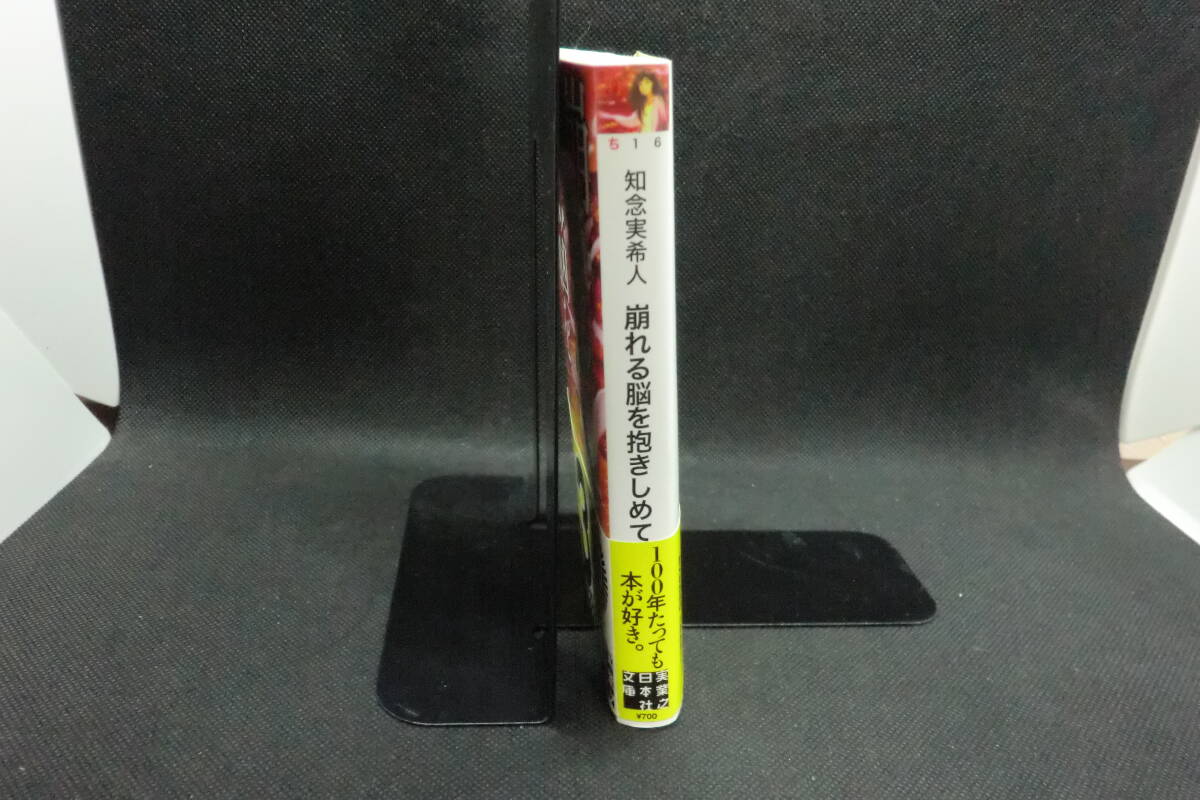 ち 1 6
知念実希人
崩れる脳を抱きしめて
100年たっても
本が好き。
実業之
日本社
文庫
¥700